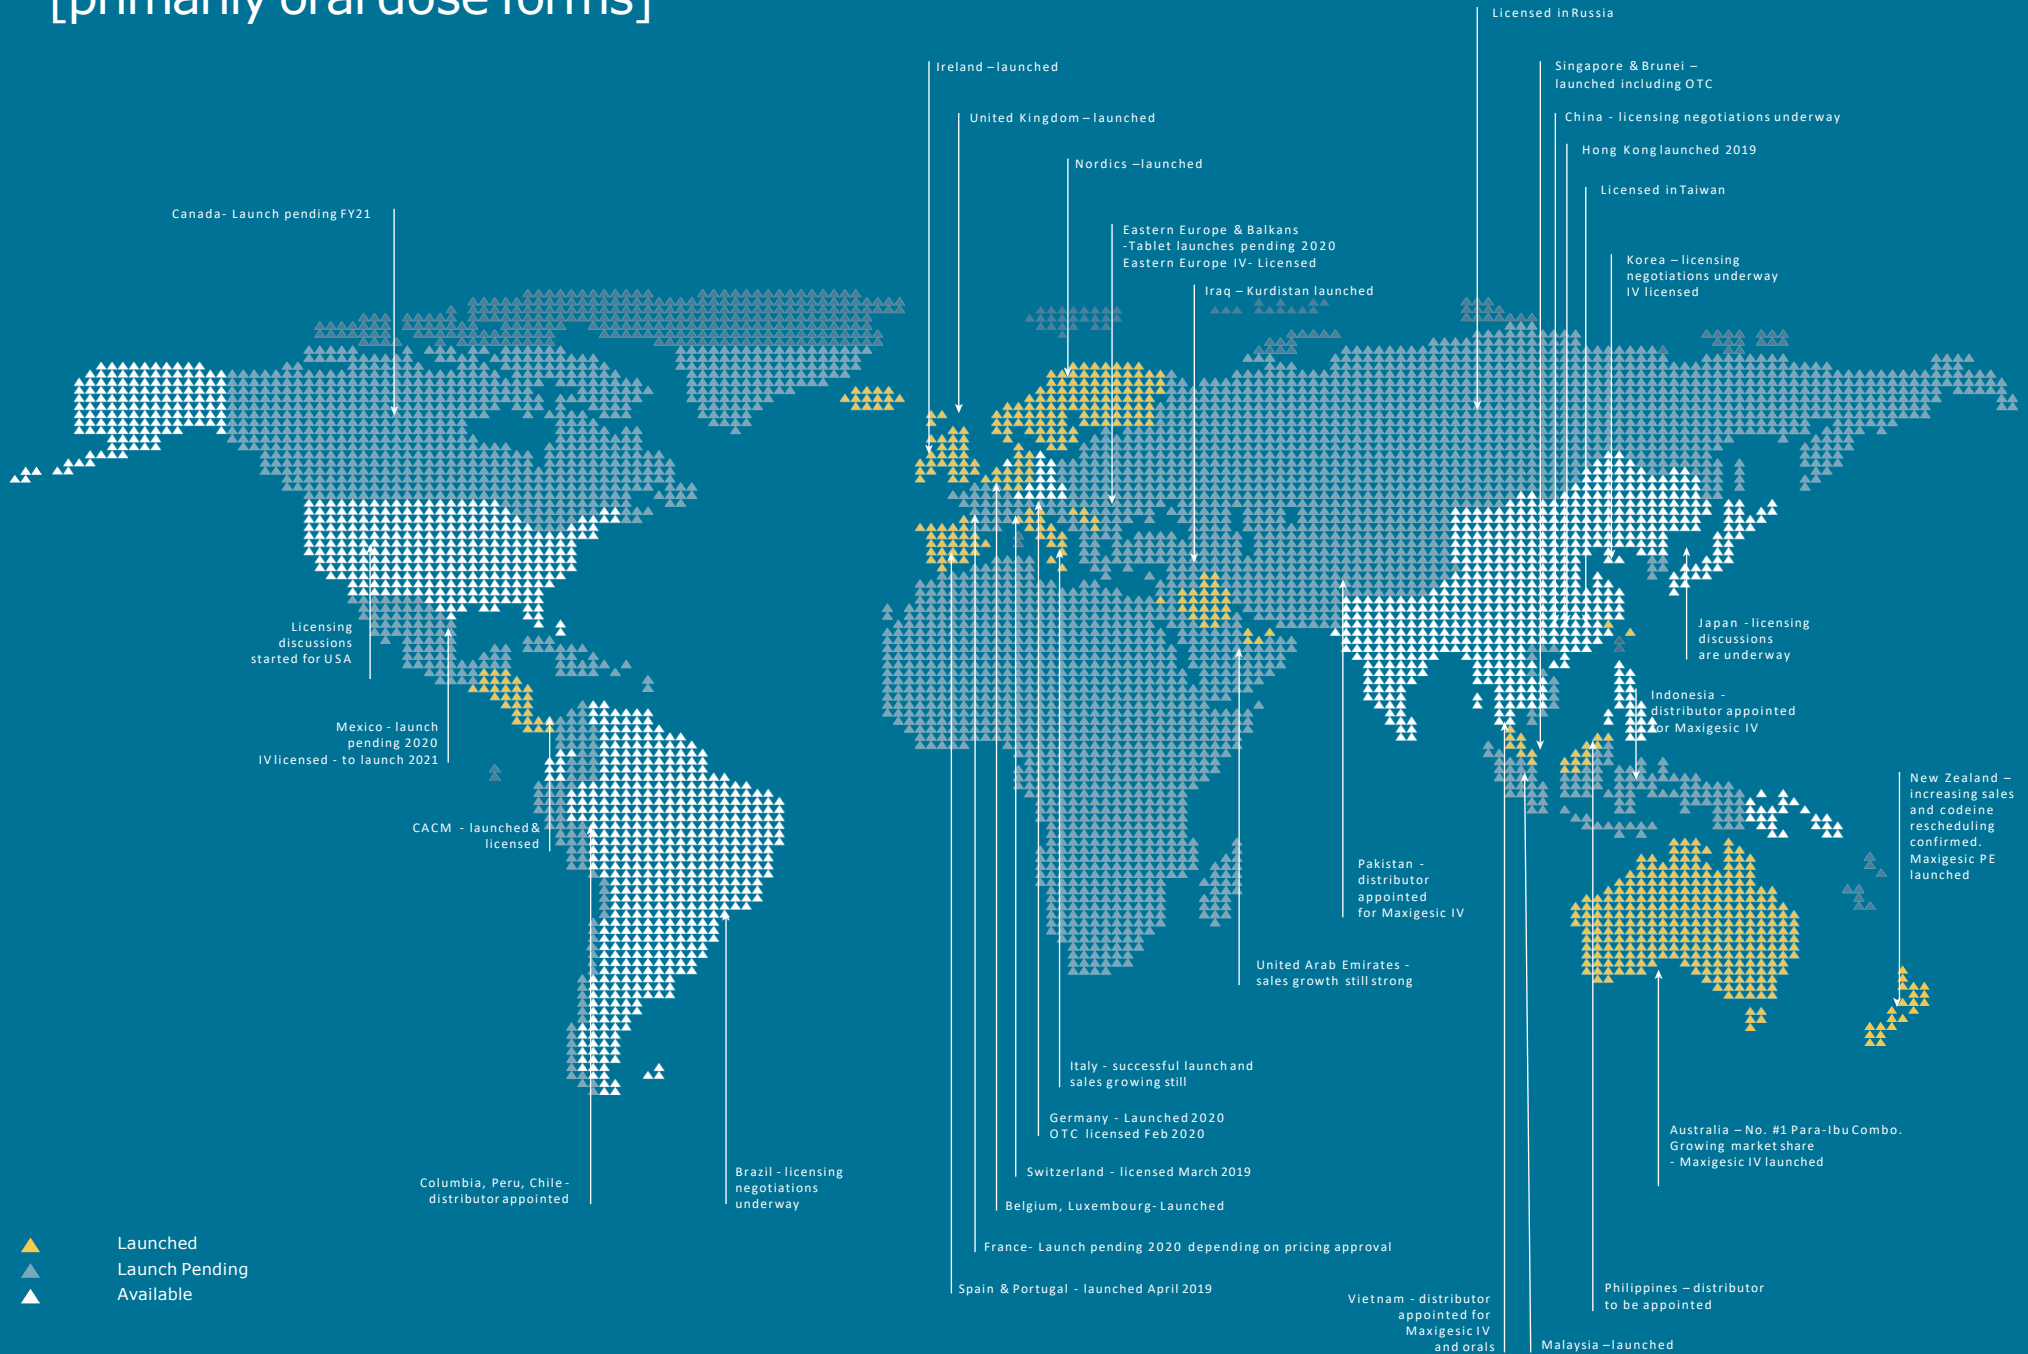 [primarily oral dose forms]
Licensed in Russia
Ireland – launched
Singapore & Brunei –
launched including OTC
United Kingdom – launched
China - licensing negotiations underway
Hong Kong launched 2019
Nordics – launched
Licensed in Taiwan
Canada- Launch pending FY21
Eastern Europe & Balkans
-Tablet launches pending 2020
Eastern Europe IV- Licensed
Korea – licensing
negotiations underway
IV licensed
Iraq – Kurdistan launched
Licensing
discussions
started for USA
Japan - licensing
discussions
are underway
Indonesia -
distributor appointed
for Maxigesic IV
Mexico - launch
pending 2020
IV licensed - to launch 2021
New Zealand –
increasing sales
and codeine
rescheduling
confirmed.
Maxigesic PE
launched
CACM - launched &
licensed
Pakistan -
distributor
appointed
for Maxigesic IV
United Arab Emirates -
sales growth still strong
Italy - successful launch and
sales growing still
Germany - Launched 2020
OTC licensed Feb 2020
Australia – No. #1 Para-Ibu Combo.
Growing market share
- Maxigesic IV launched
Switzerland - licensed March 2019
Brazil - licensing
negotiations
underway
Columbia, Peru, Chile -
distributor appointed
Belgium, Luxembourg- Launched
France- Launch pending 2020 depending on pricing approval
Spain & Portugal - launched April 2019
Philippines – distributor
to be appointed
Vietnam - distributor
appointed for
Maxigesic IV
and orals
Malaysia – launched
Launched
Launch Pending
Available